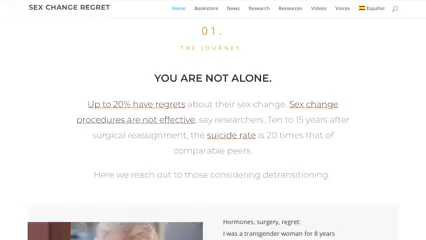 SEX CHANGE REGRET
Home Bookstore News Research Resources Videos Voices Español
01.
THE JOURNEY.
YOU ARE NOT ALONE.
Up to 20% have regrets about their sex change. Sex change
procedures are not effective, say researchers. Ten to 15 years after
surgical reassignment, the suicide rate is 20 times that of
comparable peers.
Here we reach out to those considering detransitioning.
Hormones, surgery, regret:
I was a transgender woman for 8 years